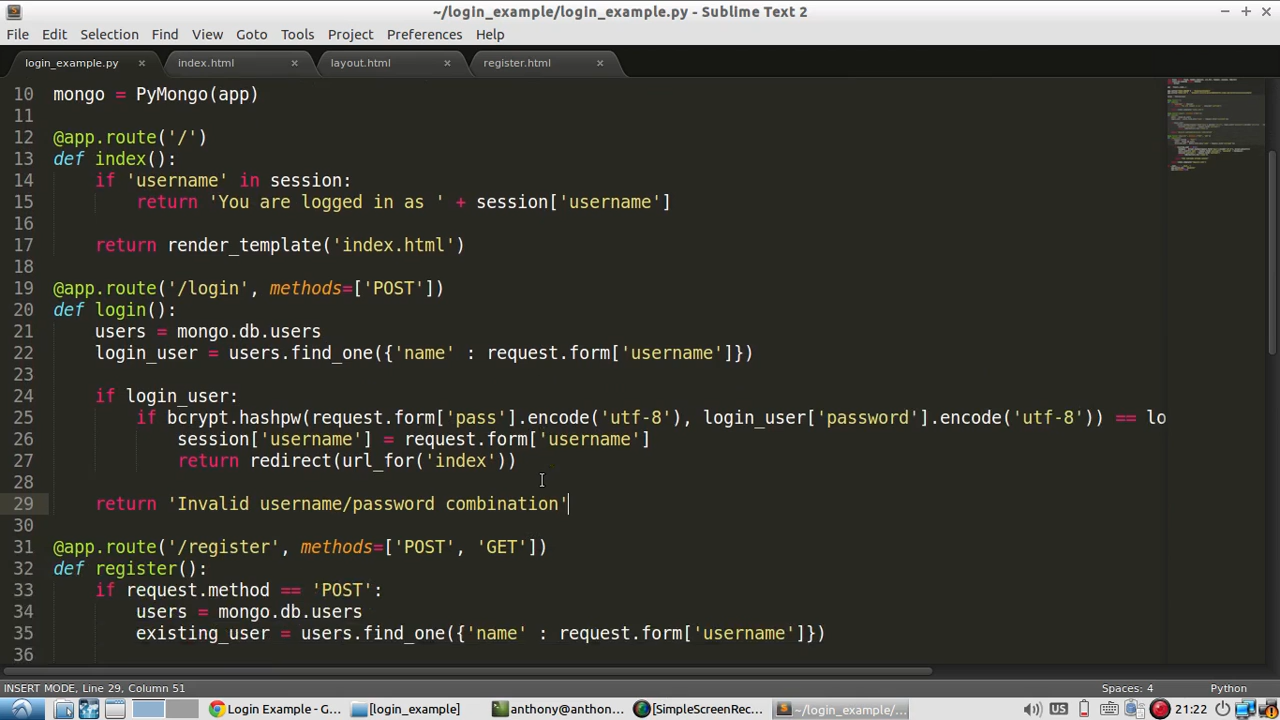 ~/login_example/login_example.py - Sublime Text 2
File Edit Selection Find View Goto Tools Project Preferences Help
login_example.py × index.html × layout.html × register.html ×
10 mongo = PyMongo(app)
11
12 @app.route('/')
13 def index():
14     if 'username' in session:
15         return 'You are logged in as ' + session['username']
16
17     return render_template('index.html')
18
19 @app.route('/login', methods=['POST'])
20 def login():
21     users = mongo.db.users
22     login_user = users.find_one({'name' : request.form['username']})
23
24     if login_user:
25         if bcrypt.hashpw(request.form['pass'].encode('utf-8'), login_user['password'].encode('utf-8')) == lo
26             session['username'] = request.form['username']
27             return redirect(url_for('index'))
28
29     return 'Invalid username/password combination'
30
31 @app.route('/register', methods=['POST', 'GET'])
32 def register():
33     if request.method == 'POST':
34         users = mongo.db.users
35         existing_user = users.find_one({'name' : request.form['username']})
36
INSERT MODE, Line 29, Column 51 Spaces: 4 Python
Login Example - G... [login_example] anthony@anthon... [SimpleScreenRec... ~/login_example/... US 21:22